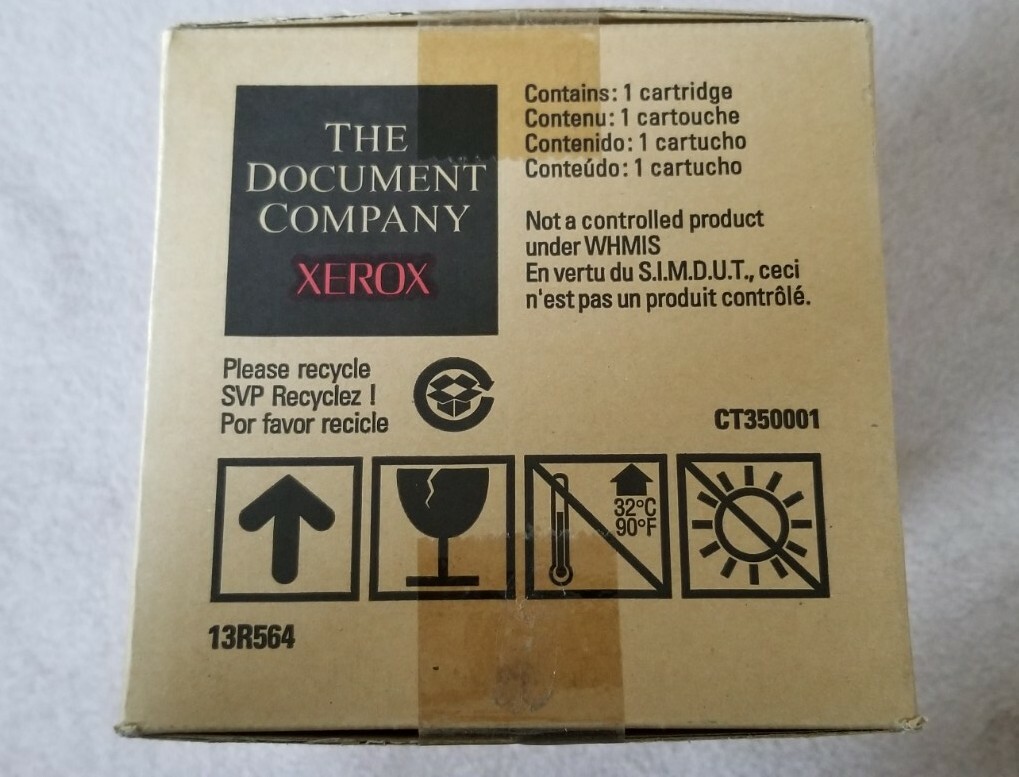 THE
DOCUMENT
COMPANY
XEROX
Contains: 1 cartridge
Contenu: 1 cartouche
Contenido: 1 cartucho
Conteúdo: 1 cartucho
Not a controlled product
under WHMIS
En vertu du S.I.M.D.U.T., ceci
n'est pas un produit contrôlé.
Please recycle
SVP Recyclez !
Por favor recicle
CT350001
32°C
90°F
13R564